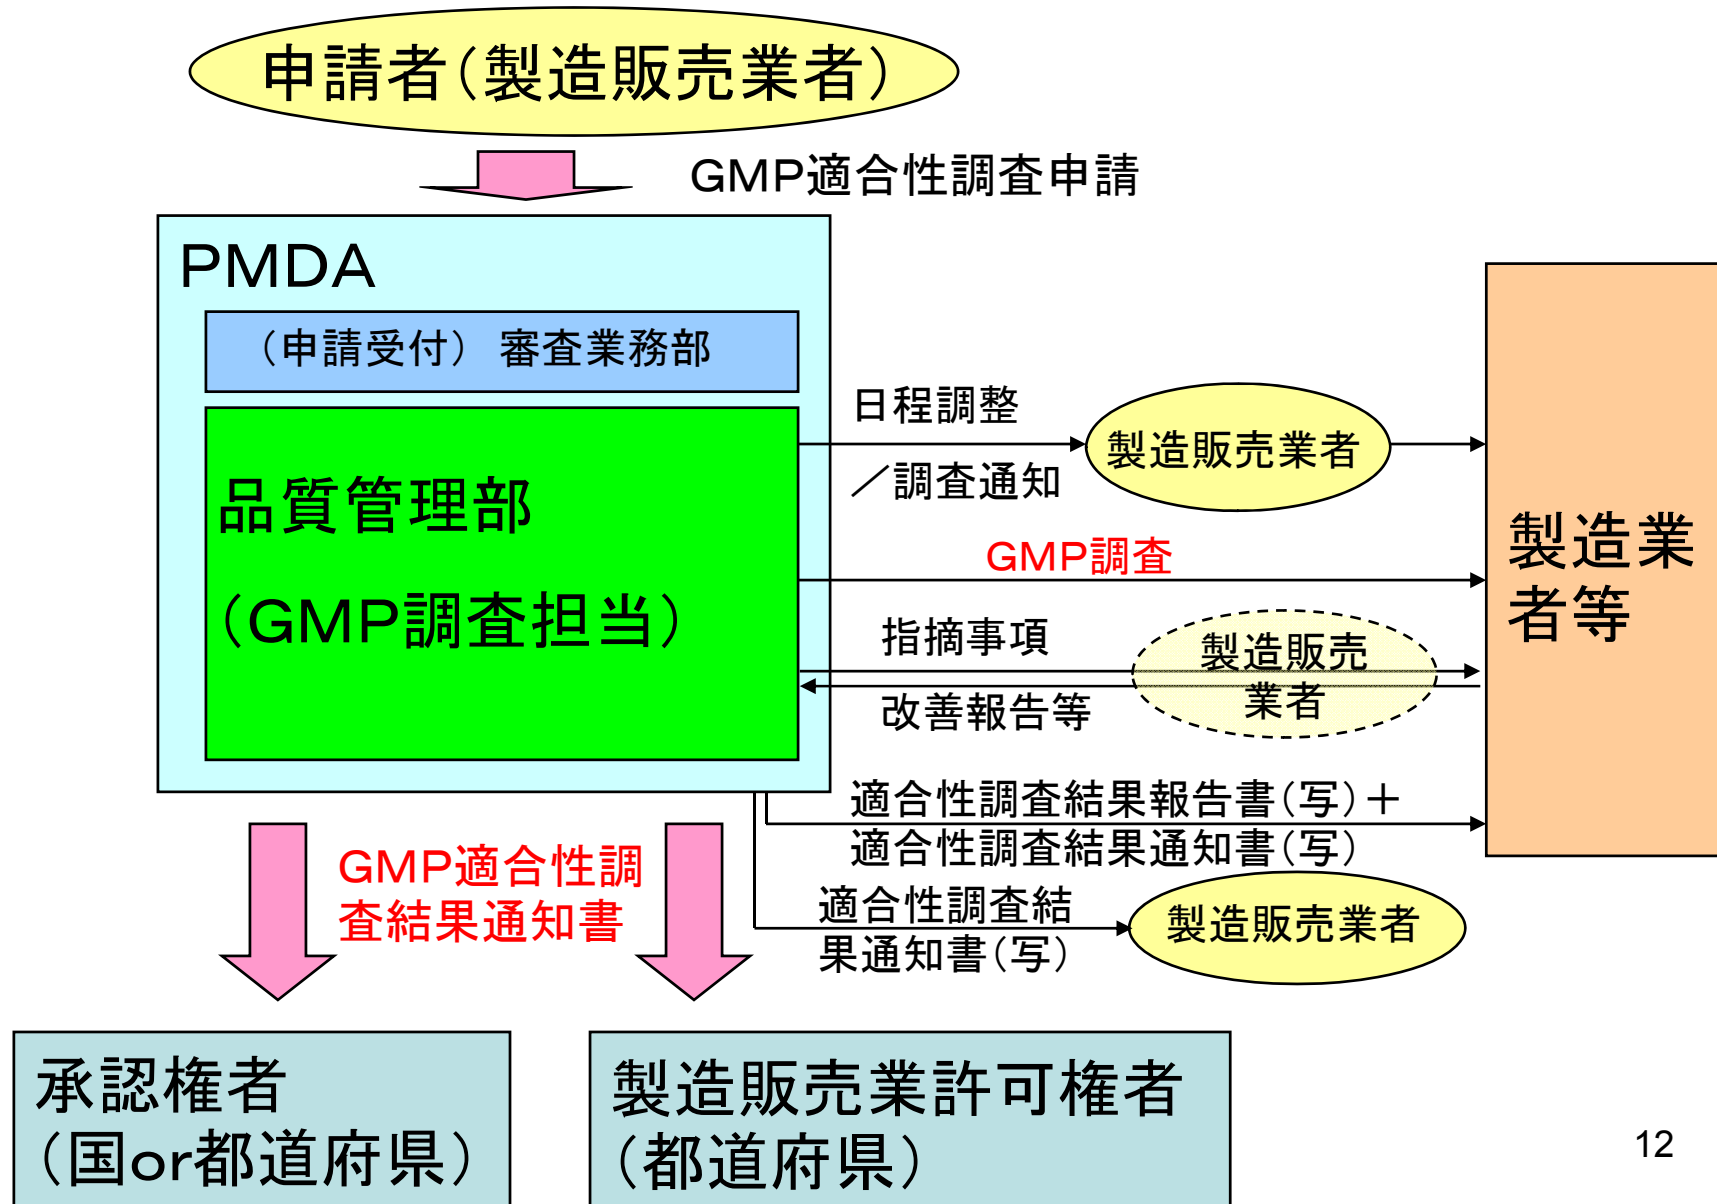 申請者（製造販売業者）
GMP適合性調査申請
PMDA
（申請受付） 審査業務部
品質管理部
（GMP調査担当）
日程調整
／調査通知
製造販売業者
GMP調査
指摘事項
改善報告等
製造販売
業者
製造業
者等
適合性調査結果報告書（写）＋
適合性調査結果通知書（写）
適合性調査結
果通知書（写）
製造販売業者
GMP適合性調
査結果通知書
承認権者
（国or都道府県）
製造販売業許可権者
（都道府県）
12